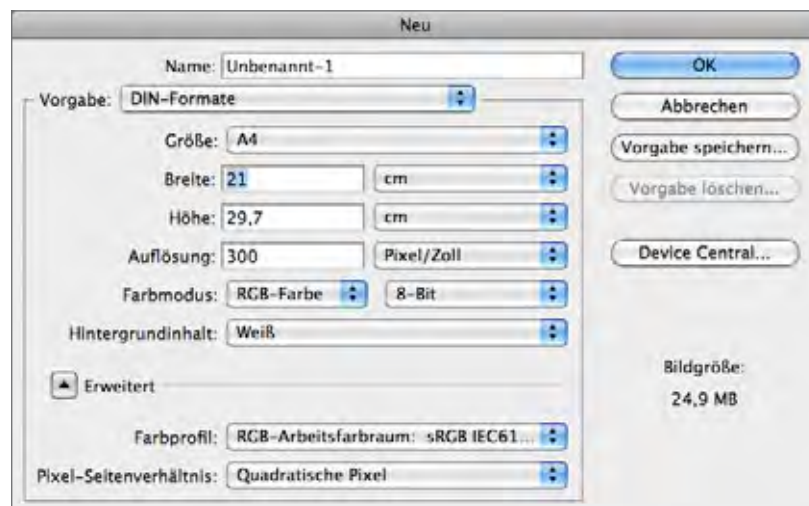 Neu
Name: Unbenannt-1
OK
Vorgabe: DIN-Formate
Abbrechen
Größe: A4
Vorgabe speichern...
Breite: 21 cm
Vorgabe löschen...
Höhe: 29,7 cm
Auflösung: 300 Pixel/Zoll
Device Central...
Farbmodus: RGB-Farbe 8-Bit
Hintergrundinhalt: Weiß
Bildgröße:
24,9 MB
Erweitert
Farbprofil: RGB-Arbeitsfarbraum: sRGB IEC61...
Pixel-Seitenverhältnis: Quadratische Pixel